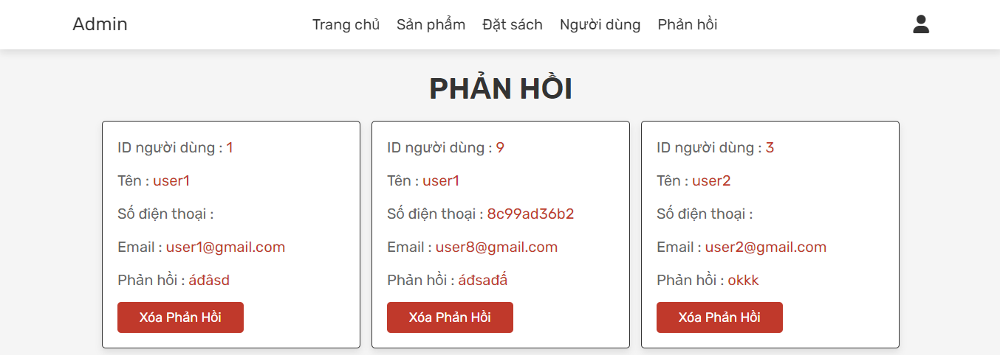 Admin
Trang chủ Sản phẩm Đặt sách Người dùng Phản hồi
PHẢN HỒI
ID người dùng : 1
Tên : user1
Số điện thoại :
Email : user1@gmail.com
Phản hồi : áđâsd
Xóa Phản Hồi
ID người dùng : 9
Tên : user1
Số điện thoại : 8c99ad36b2
Email : user8@gmail.com
Phản hồi : áđsađấ
Xóa Phản Hồi
ID người dùng : 3
Tên : user2
Số điện thoại :
Email : user2@gmail.com
Phản hồi : okkk
Xóa Phản Hồi